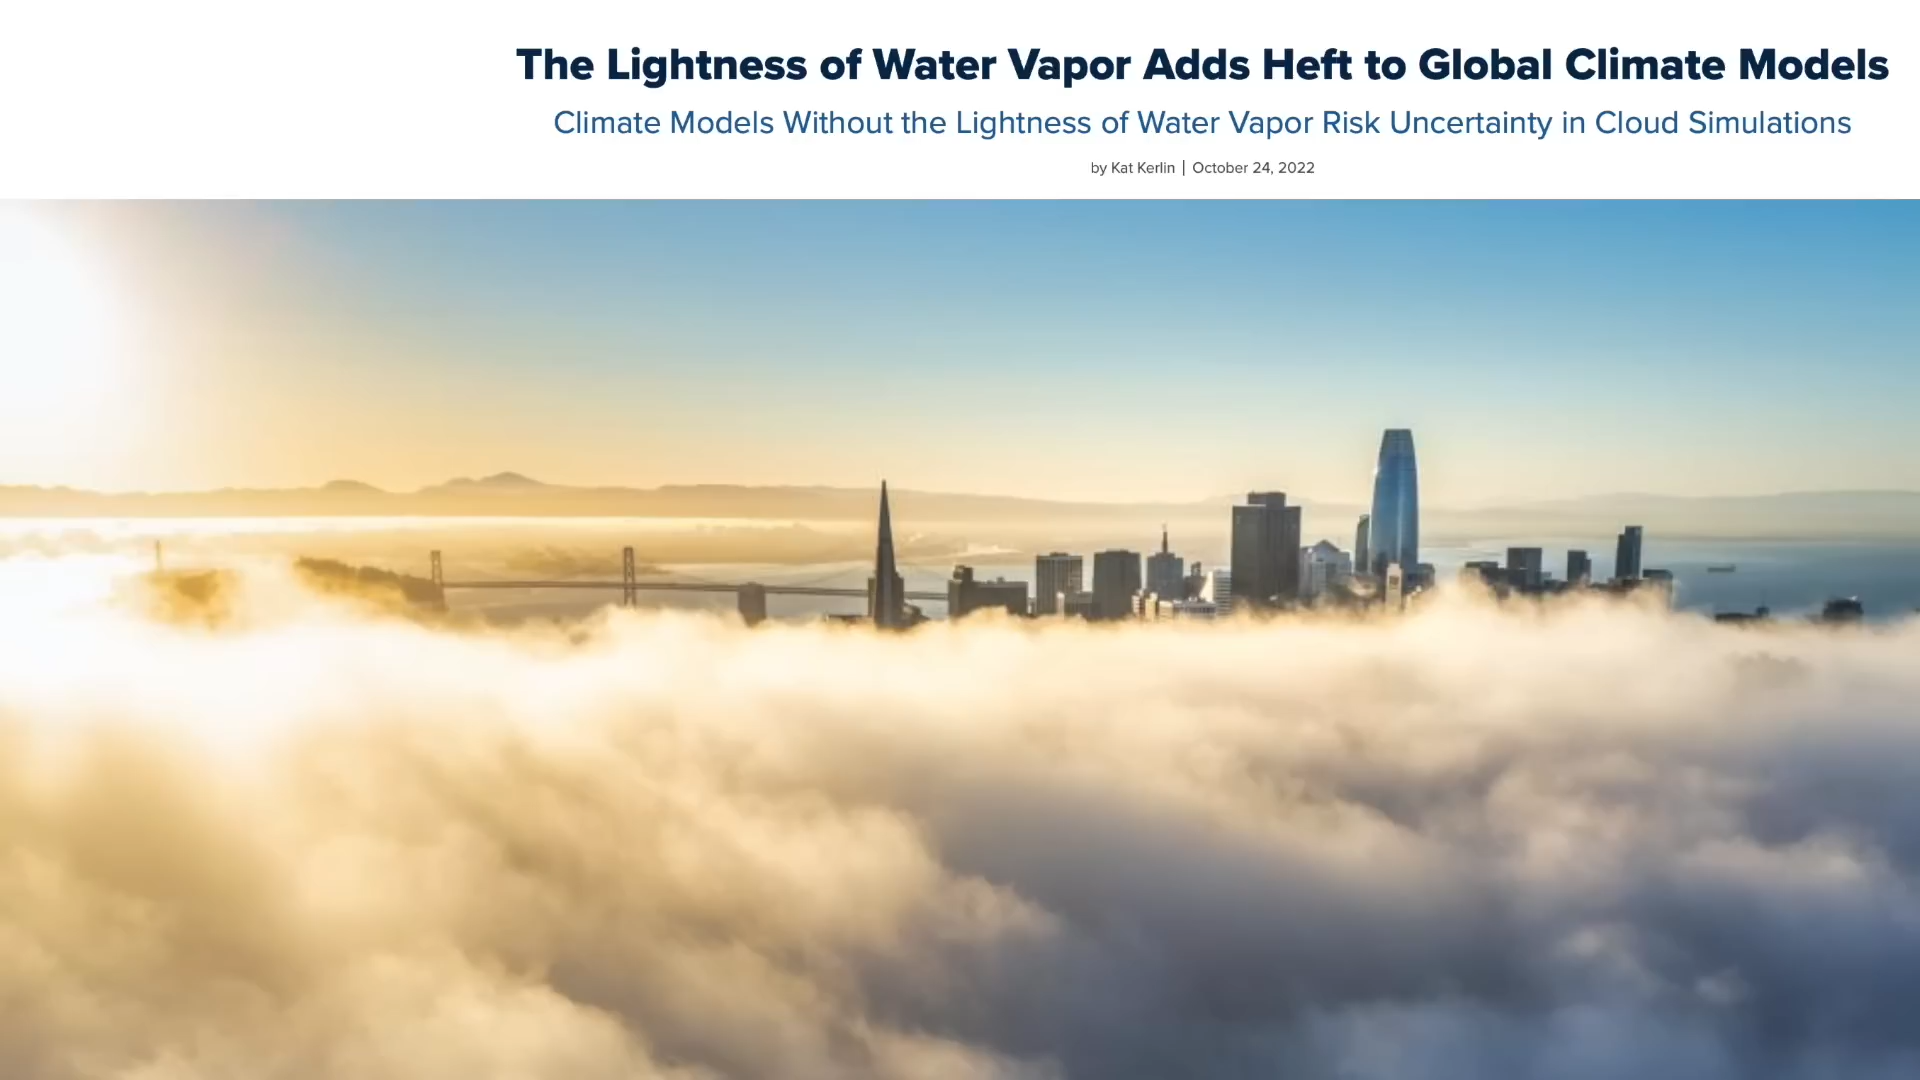 The Lightness of Water Vapor Adds Heft to Global Climate Models
Climate Models Without the Lightness of Water Vapor Risk Uncertainty in Cloud Simulations
by Kat Kerlin | October 24, 2022